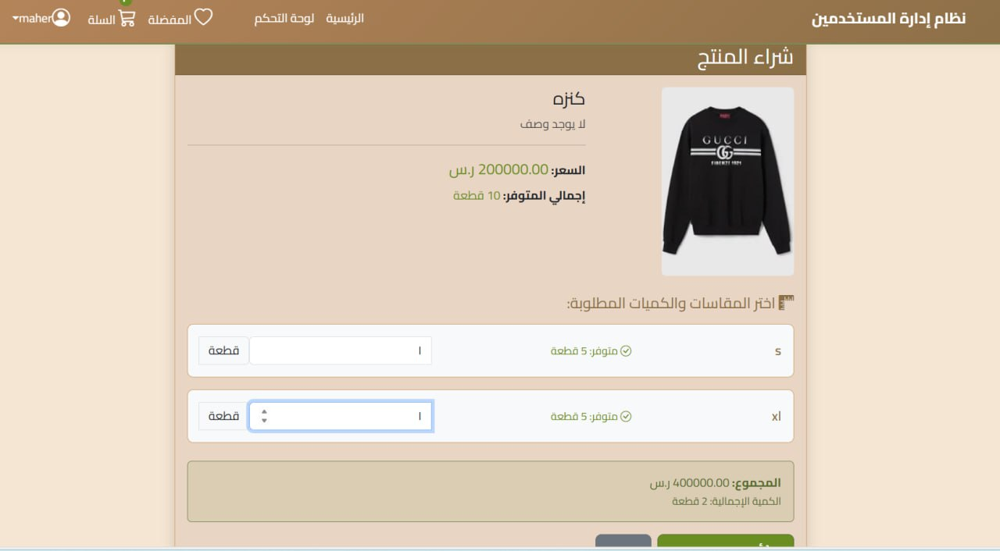 نظام إدارة المستخدمين
الرئيسية
لوحة التحكم
المفضلة
السلة
maher
شراء المنتج
GUCCI
FIRENZE 1921
كنزه
لا يوجد وصف
السعر: 200000.00 ر.س
إجمالي المتوفر: 10 قطعة
اختر المقاسات والكميات المطلوبة:
s
متوفر: 5 قطعة
1
قطعة
xl
متوفر: 5 قطعة
1
قطعة
المجموع: 400000.00 ر.س
الكمية الإجمالية: 2 قطعة